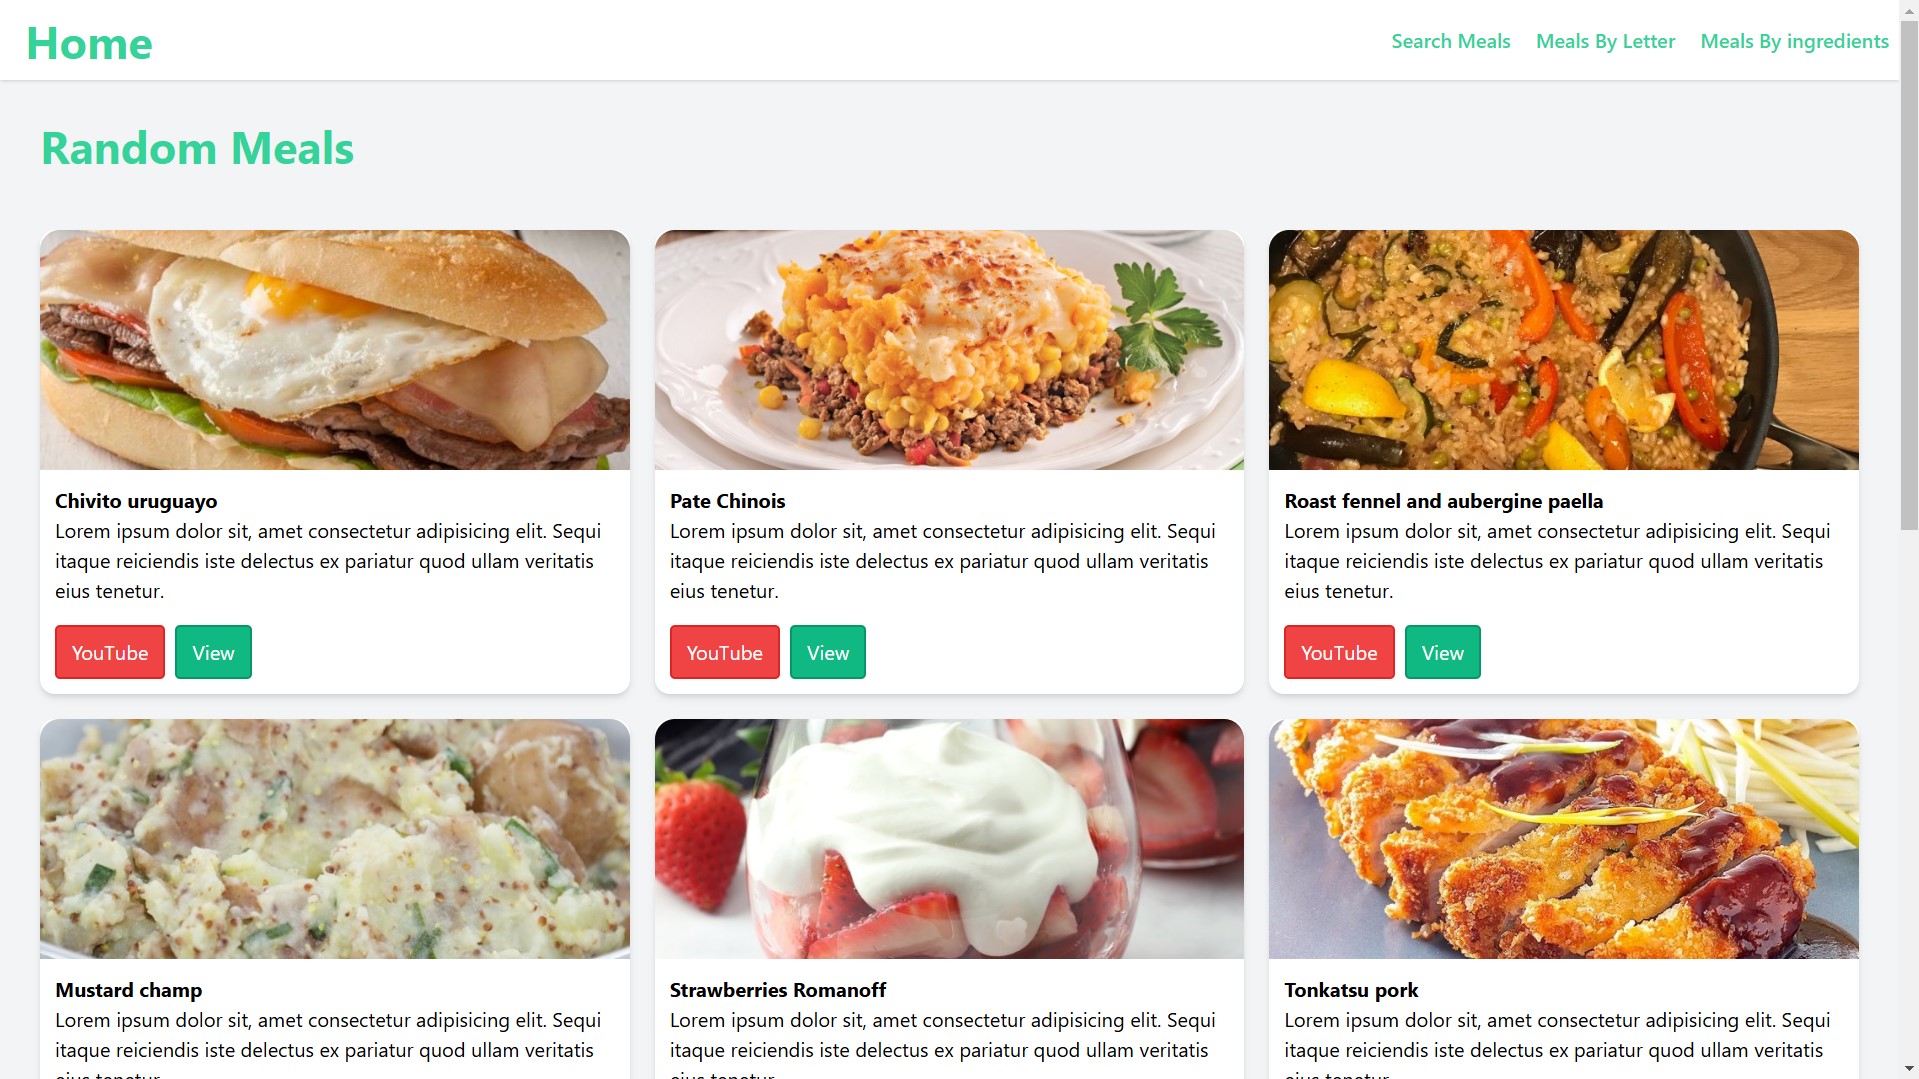 Home
Search Meals
Meals By Letter
Meals By ingredients
Random Meals
Chivito uruguayo
Lorem ipsum dolor sit, amet consectetur adipisicing elit. Sequi
itaque reiciendis iste delectus ex pariatur quod ullam veritatis
eius tenetur.
YouTube
View
Pate Chinois
Lorem ipsum dolor sit, amet consectetur adipisicing elit. Sequi
itaque reiciendis iste delectus ex pariatur quod ullam veritatis
eius tenetur.
YouTube
View
Roast fennel and aubergine paella
Lorem ipsum dolor sit, amet consectetur adipisicing elit. Sequi
itaque reiciendis iste delectus ex pariatur quod ullam veritatis
eius tenetur.
YouTube
View
Mustard champ
Lorem ipsum dolor sit, amet consectetur adipisicing elit. Sequi
itaque reiciendis iste delectus ex pariatur quod ullam veritatis
Strawberries Romanoff
Lorem ipsum dolor sit, amet consectetur adipisicing elit. Sequi
itaque reiciendis iste delectus ex pariatur quod ullam veritatis
Tonkatsu pork
Lorem ipsum dolor sit, amet consectetur adipisicing elit. Sequi
itaque reiciendis iste delectus ex pariatur quod ullam veritatis